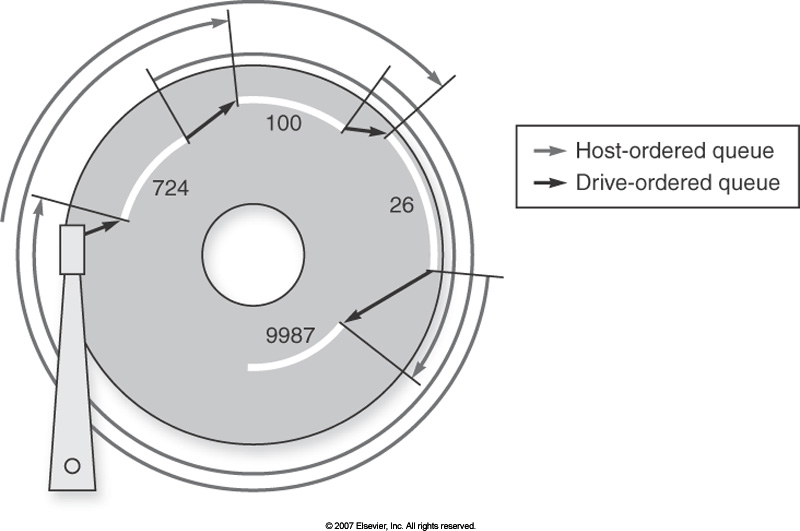 100
724
26
9987
Host-ordered queue
Drive-ordered queue
© 2007 Elsevier, Inc. All rights reserved.